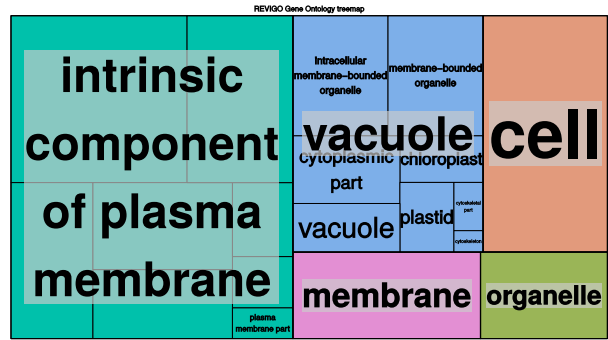 REVIGO Gene Ontology treemap
intrinsic
component
of plasma
membrane
plasma
membrane part
intracellular
membrane−bounded
organelle
membrane−bounded
organelle
vacuole
cytoplasmic
part
chloroplast
vacuole
plastid
cytoskeletal
part
cytoskeleton
cell
membrane
organelle